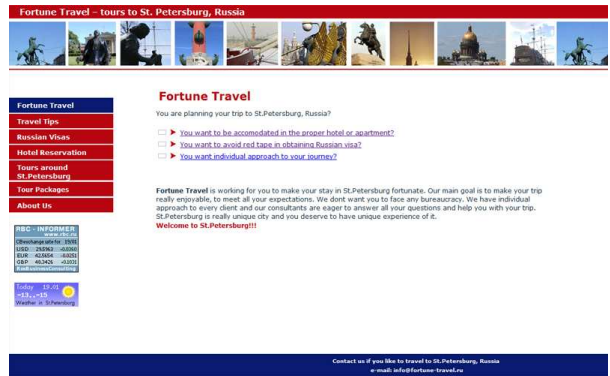 Fortune Travel – tours to St. Petersburg, Russia
Fortune Travel
Travel Tips
Russian Visas
Hotel Reservation
Tours around
St.Petersburg
Tour Packages
About Us
RBC - INFORMER
www.rbc.ru
19/01
USD
EUR
GBP
RosBusinessConsulting
Today 19.01
-13..-15
Weather in St.Petersburg
Fortune Travel
You are planning your trip to St.Petersburg, Russia?
You want to be accomodated in the proper hotel or apartment?
You want to avoid red tape in obtaining Russian visa?
You want individual approach to your journey?
Fortune Travel is working for you to make your stay in St.Petersburg fortunate. Our main goal is to make your trip
really enjoyable, to meet all your expectations. We dont want you to face any bureaucracy. We have individual
approach to every client and our consultants are eager to answer all your questions and help you with your trip.
St.Petersburg is really unique city and you deserve to have unique experience of it.
Welcome to St.Petersburg!!!
Contact us if you like to travel to St.Petersburg, Russia
e-mail: info@fortune-travel.ru